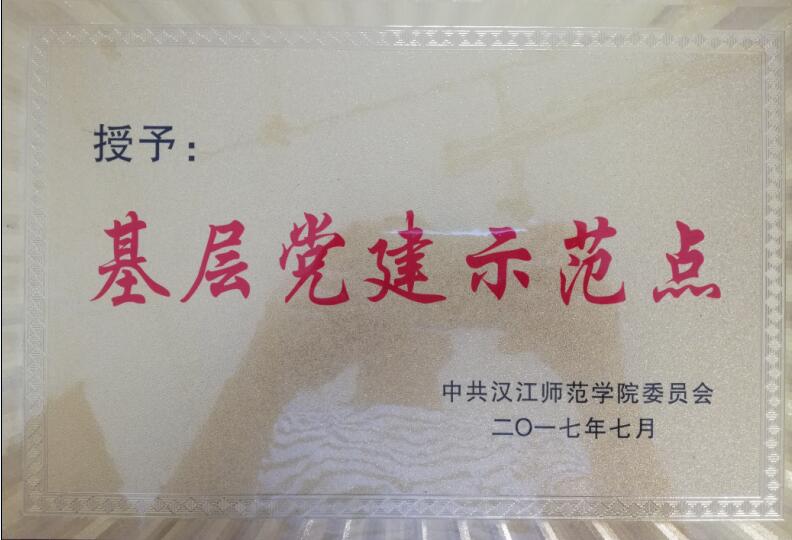 授予：
基层党建示范点
中共汉江师范学院委员会
二〇一七年七月